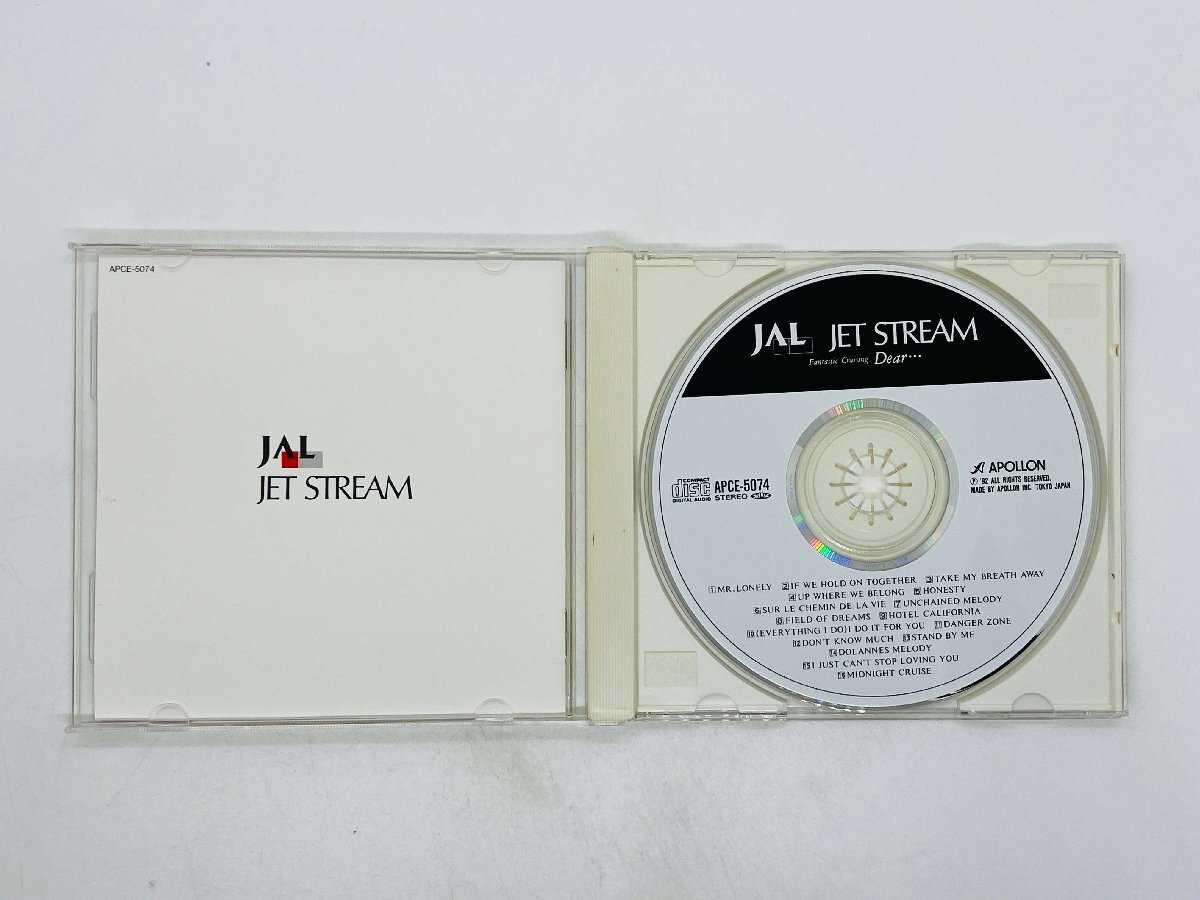 APCE-5074
JAL
JET STREAM
JAL JET STREAM
Fantastic Cruising Dear…
COMPACT
disc
DIGITAL AUDIO
APCE-5074
STEREO
APOLLON
Ⓟ '92 ALL RIGHTS RESERVED.
MADE BY APOLLON INC. TOKYO JAPAN
1 MR.LONELY 2 IF WE HOLD ON TOGETHER 3 TAKE MY BREATH AWAY
4 UP WHERE WE BELONG 5 HONESTY
6 SUR LE CHEMIN DE LA VIE 7 UNCHAINED MELODY
8 FIELD OF DREAMS 9 HOTEL CALIFORNIA
10 (EVERYTHING I DO)I DO IT FOR YOU 11 DANGER ZONE
12 DON'T KNOW MUCH 13 STAND BY ME
14 DOLANNES MELODY
15 I JUST CAN'T STOP LOVING YOU
16 MIDNIGHT CRUISE